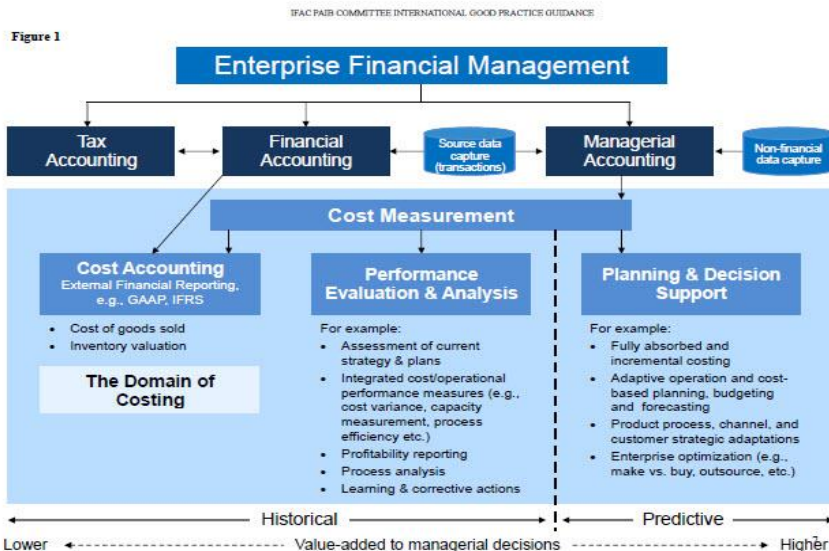 IFAC PAIB COMMITTEE INTERNATIONAL GOOD PRACTICE GUIDANCE
Figure 1
Enterprise Financial Management
Tax
Accounting
Financial
Accounting
Source data
capture
(transactions)
Managerial
Accounting
Non-financial
data capture
Cost Measurement
Cost Accounting
External Financial Reporting,
e.g., GAAP, IFRS
• Cost of goods sold
• Inventory valuation
The Domain of
Costing
Performance
Evaluation & Analysis
For example:
• Assessment of current
strategy & plans
• Integrated cost/operational
performance measures (e.g.,
cost variance, capacity
measurement, process
efficiency etc.)
• Profitability reporting
• Process analysis
• Learning & corrective actions
Planning & Decision
Support
For example:
• Fully absorbed and
incremental costing
• Adaptive operation and cost-
based planning, budgeting
and forecasting
• Product process, channel, and
customer strategic adaptations
• Enterprise optimization (e.g.,
make vs. buy, outsource, etc.)
Historical
Predictive
Lower
Value-added to managerial decisions
Higher